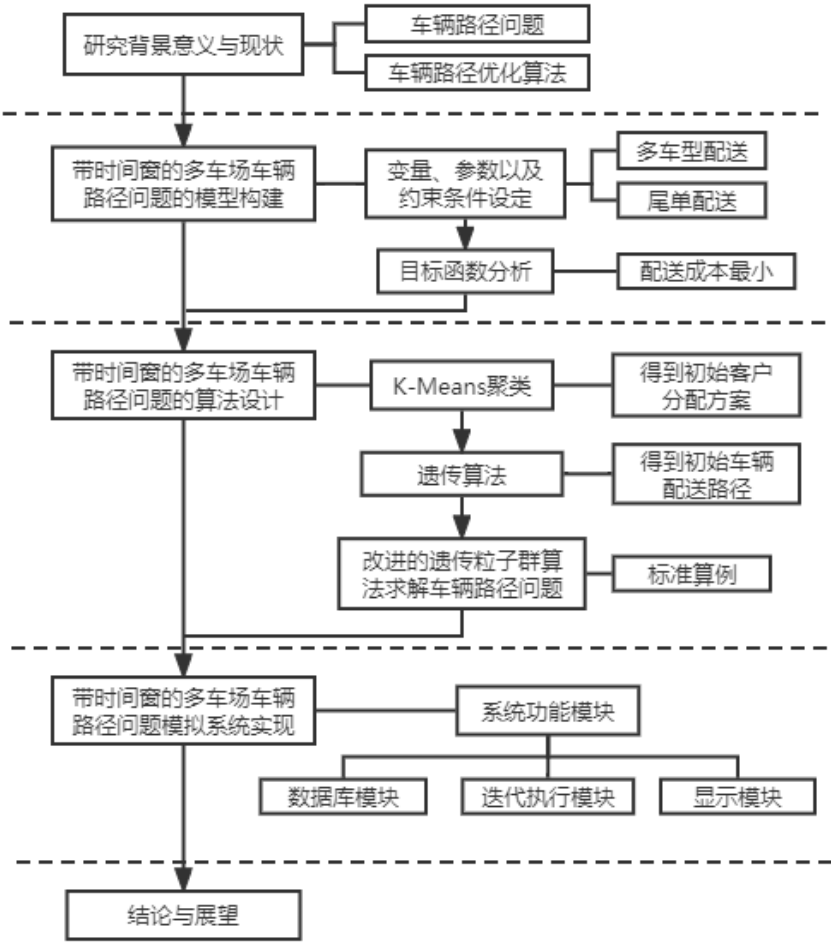 研究背景意义与现状
车辆路径问题
车辆路径优化算法
带时间窗的多车场车辆
路径问题的模型构建
变量、参数以及
约束条件设定
多车型配送
尾单配送
目标函数分析
配送成本最小
带时间窗的多车场车辆
路径问题的算法设计
K-Means聚类
得到初始客户
分配方案
遗传算法
得到初始车辆
配送路径
改进的遗传粒子群算
法求解车辆路径问题
标准算例
带时间窗的多车场车辆
路径问题模拟系统实现
系统功能模块
数据库模块
迭代执行模块
显示模块
结论与展望